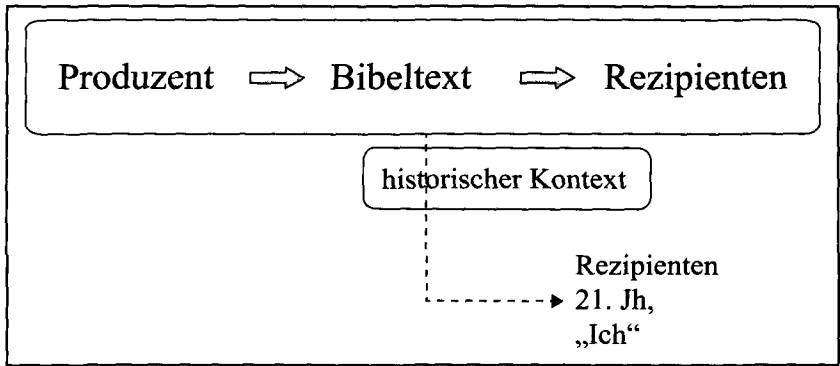 Produzent Bibeltext Rezipienten
historischer Kontext
Rezipienten
21. Jh,
„Ich“